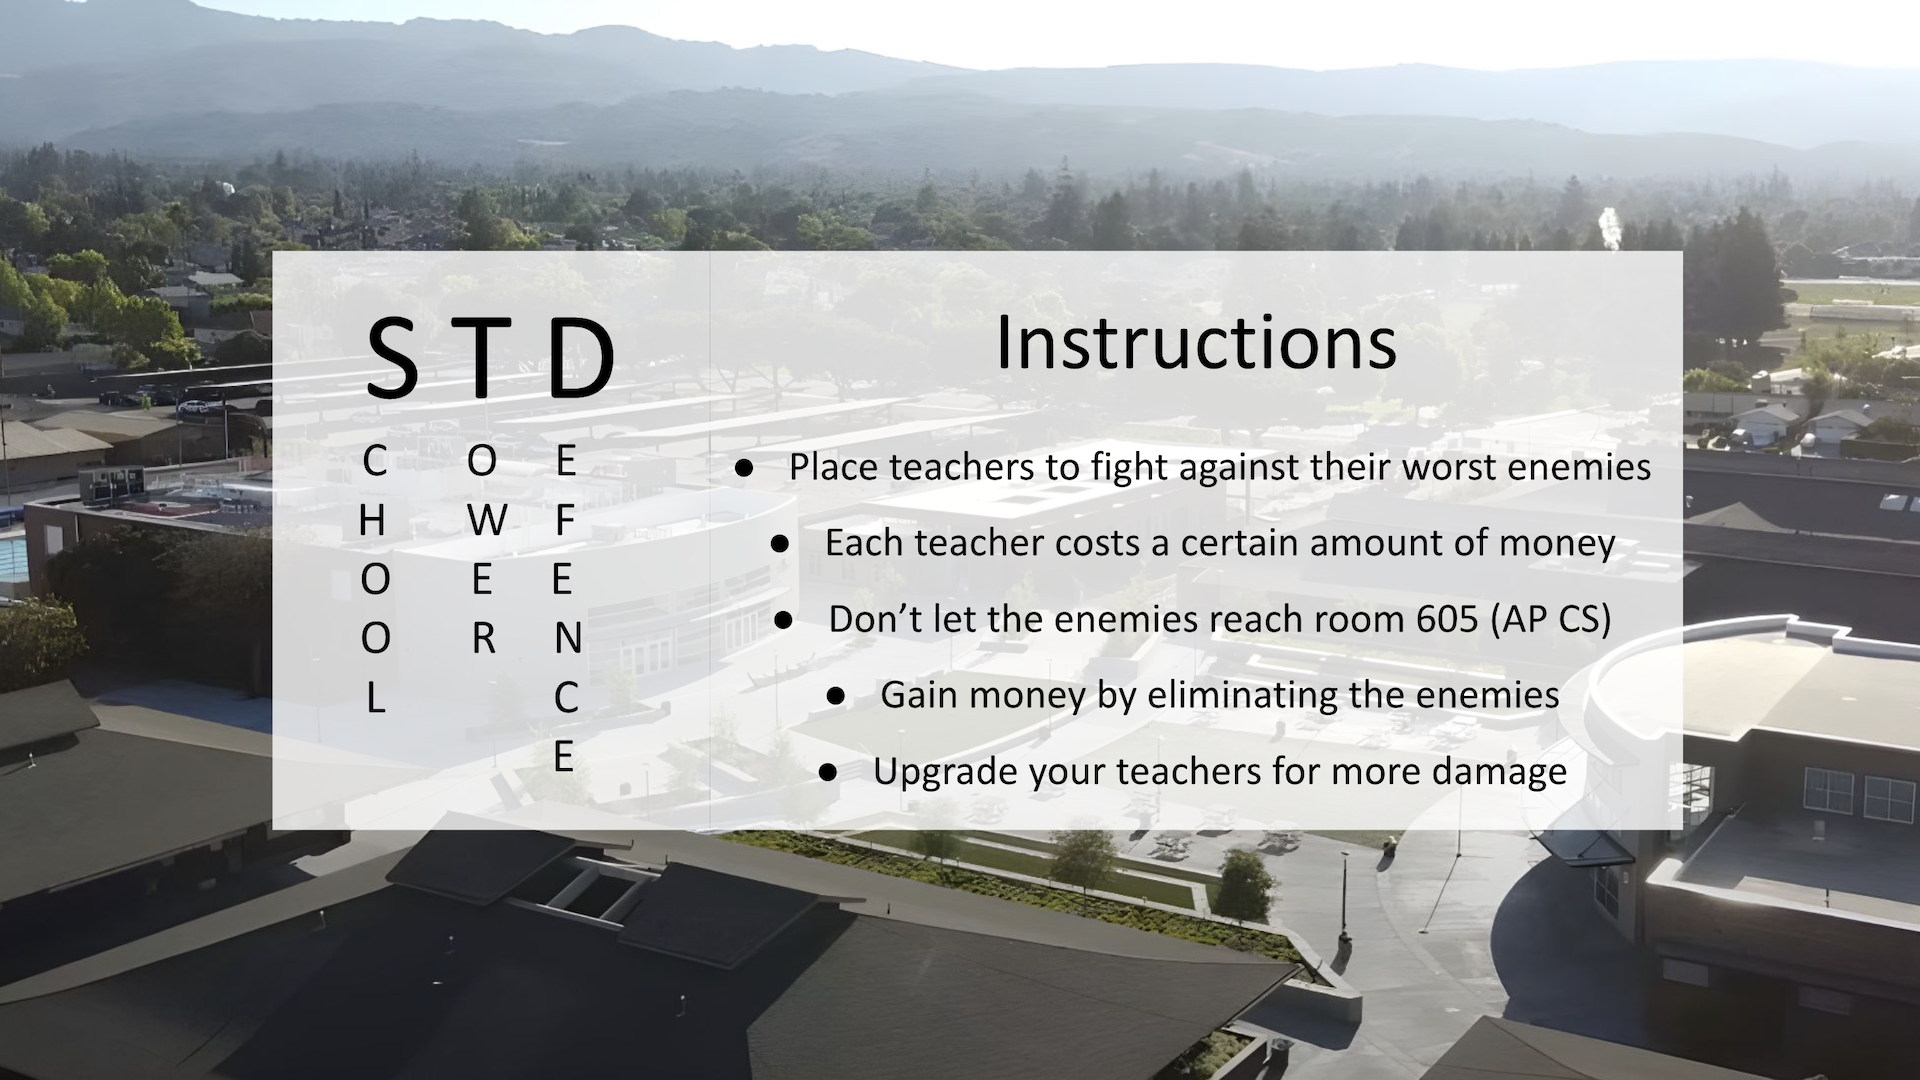 S T D
C O E
H W F
O E E
O R N
L C
E
Instructions
● Place teachers to fight against their worst enemies
● Each teacher costs a certain amount of money
● Don’t let the enemies reach room 605 (AP CS)
● Gain money by eliminating the enemies
● Upgrade your teachers for more damage